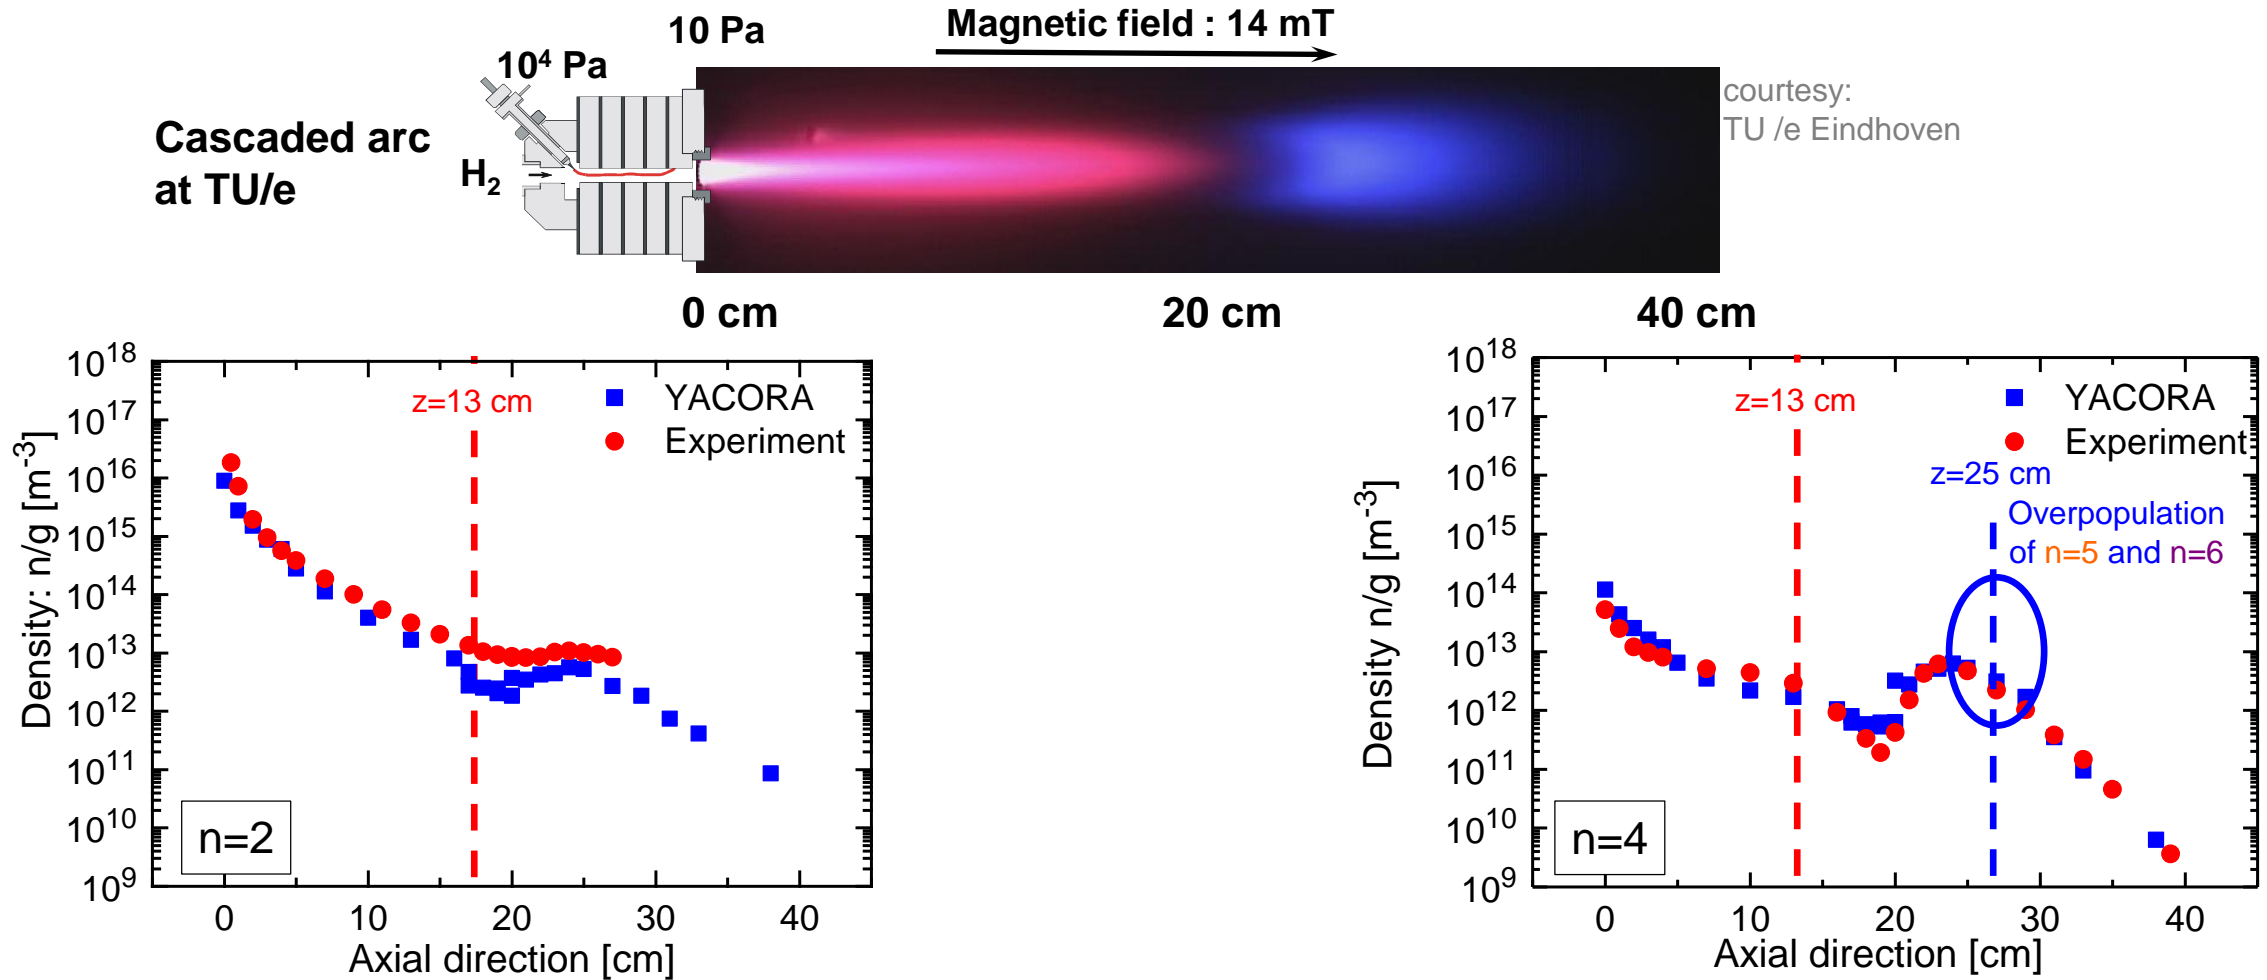 Magnetic field : 14 mT
10 Pa
10⁴ Pa
Cascaded arc
at TU/e
H₂
courtesy:
TU /e Eindhoven
0 cm
20 cm
40 cm
10¹⁸
10¹⁷
10¹⁶
10¹⁵
10¹⁴
10¹³
10¹²
10¹¹
10¹⁰
10⁹
Density: n/g [m⁻³]
z=13 cm
YACORA
Experiment
n=2
0
10
20
30
40
Axial direction [cm]
10¹⁸
10¹⁷
10¹⁶
10¹⁵
10¹⁴
10¹³
10¹²
10¹¹
10¹⁰
10⁹
Density n/g [m⁻³]
z=13 cm
YACORA
Experiment
z=25 cm
Overpopulation
of n=5 and n=6
n=4
0
10
20
30
40
Axial direction [cm]